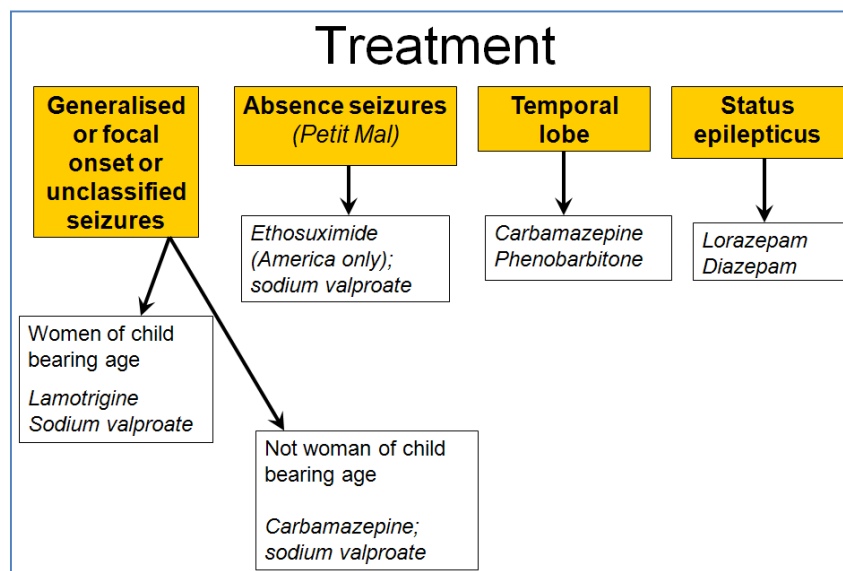 Treatment
Generalised
or focal
onset or
unclassified
seizures
Absence seizures
(Petit Mal)
Temporal
lobe
Status
epilepticus
Ethosuximide
(America only);
sodium valproate
Carbamazepine
Phenobarbitone
Lorazepam
Diazepam
Women of child
bearing age
Lamotrigine
Sodium valproate
Not woman of child
bearing age
Carbamazepine;
sodium valproate